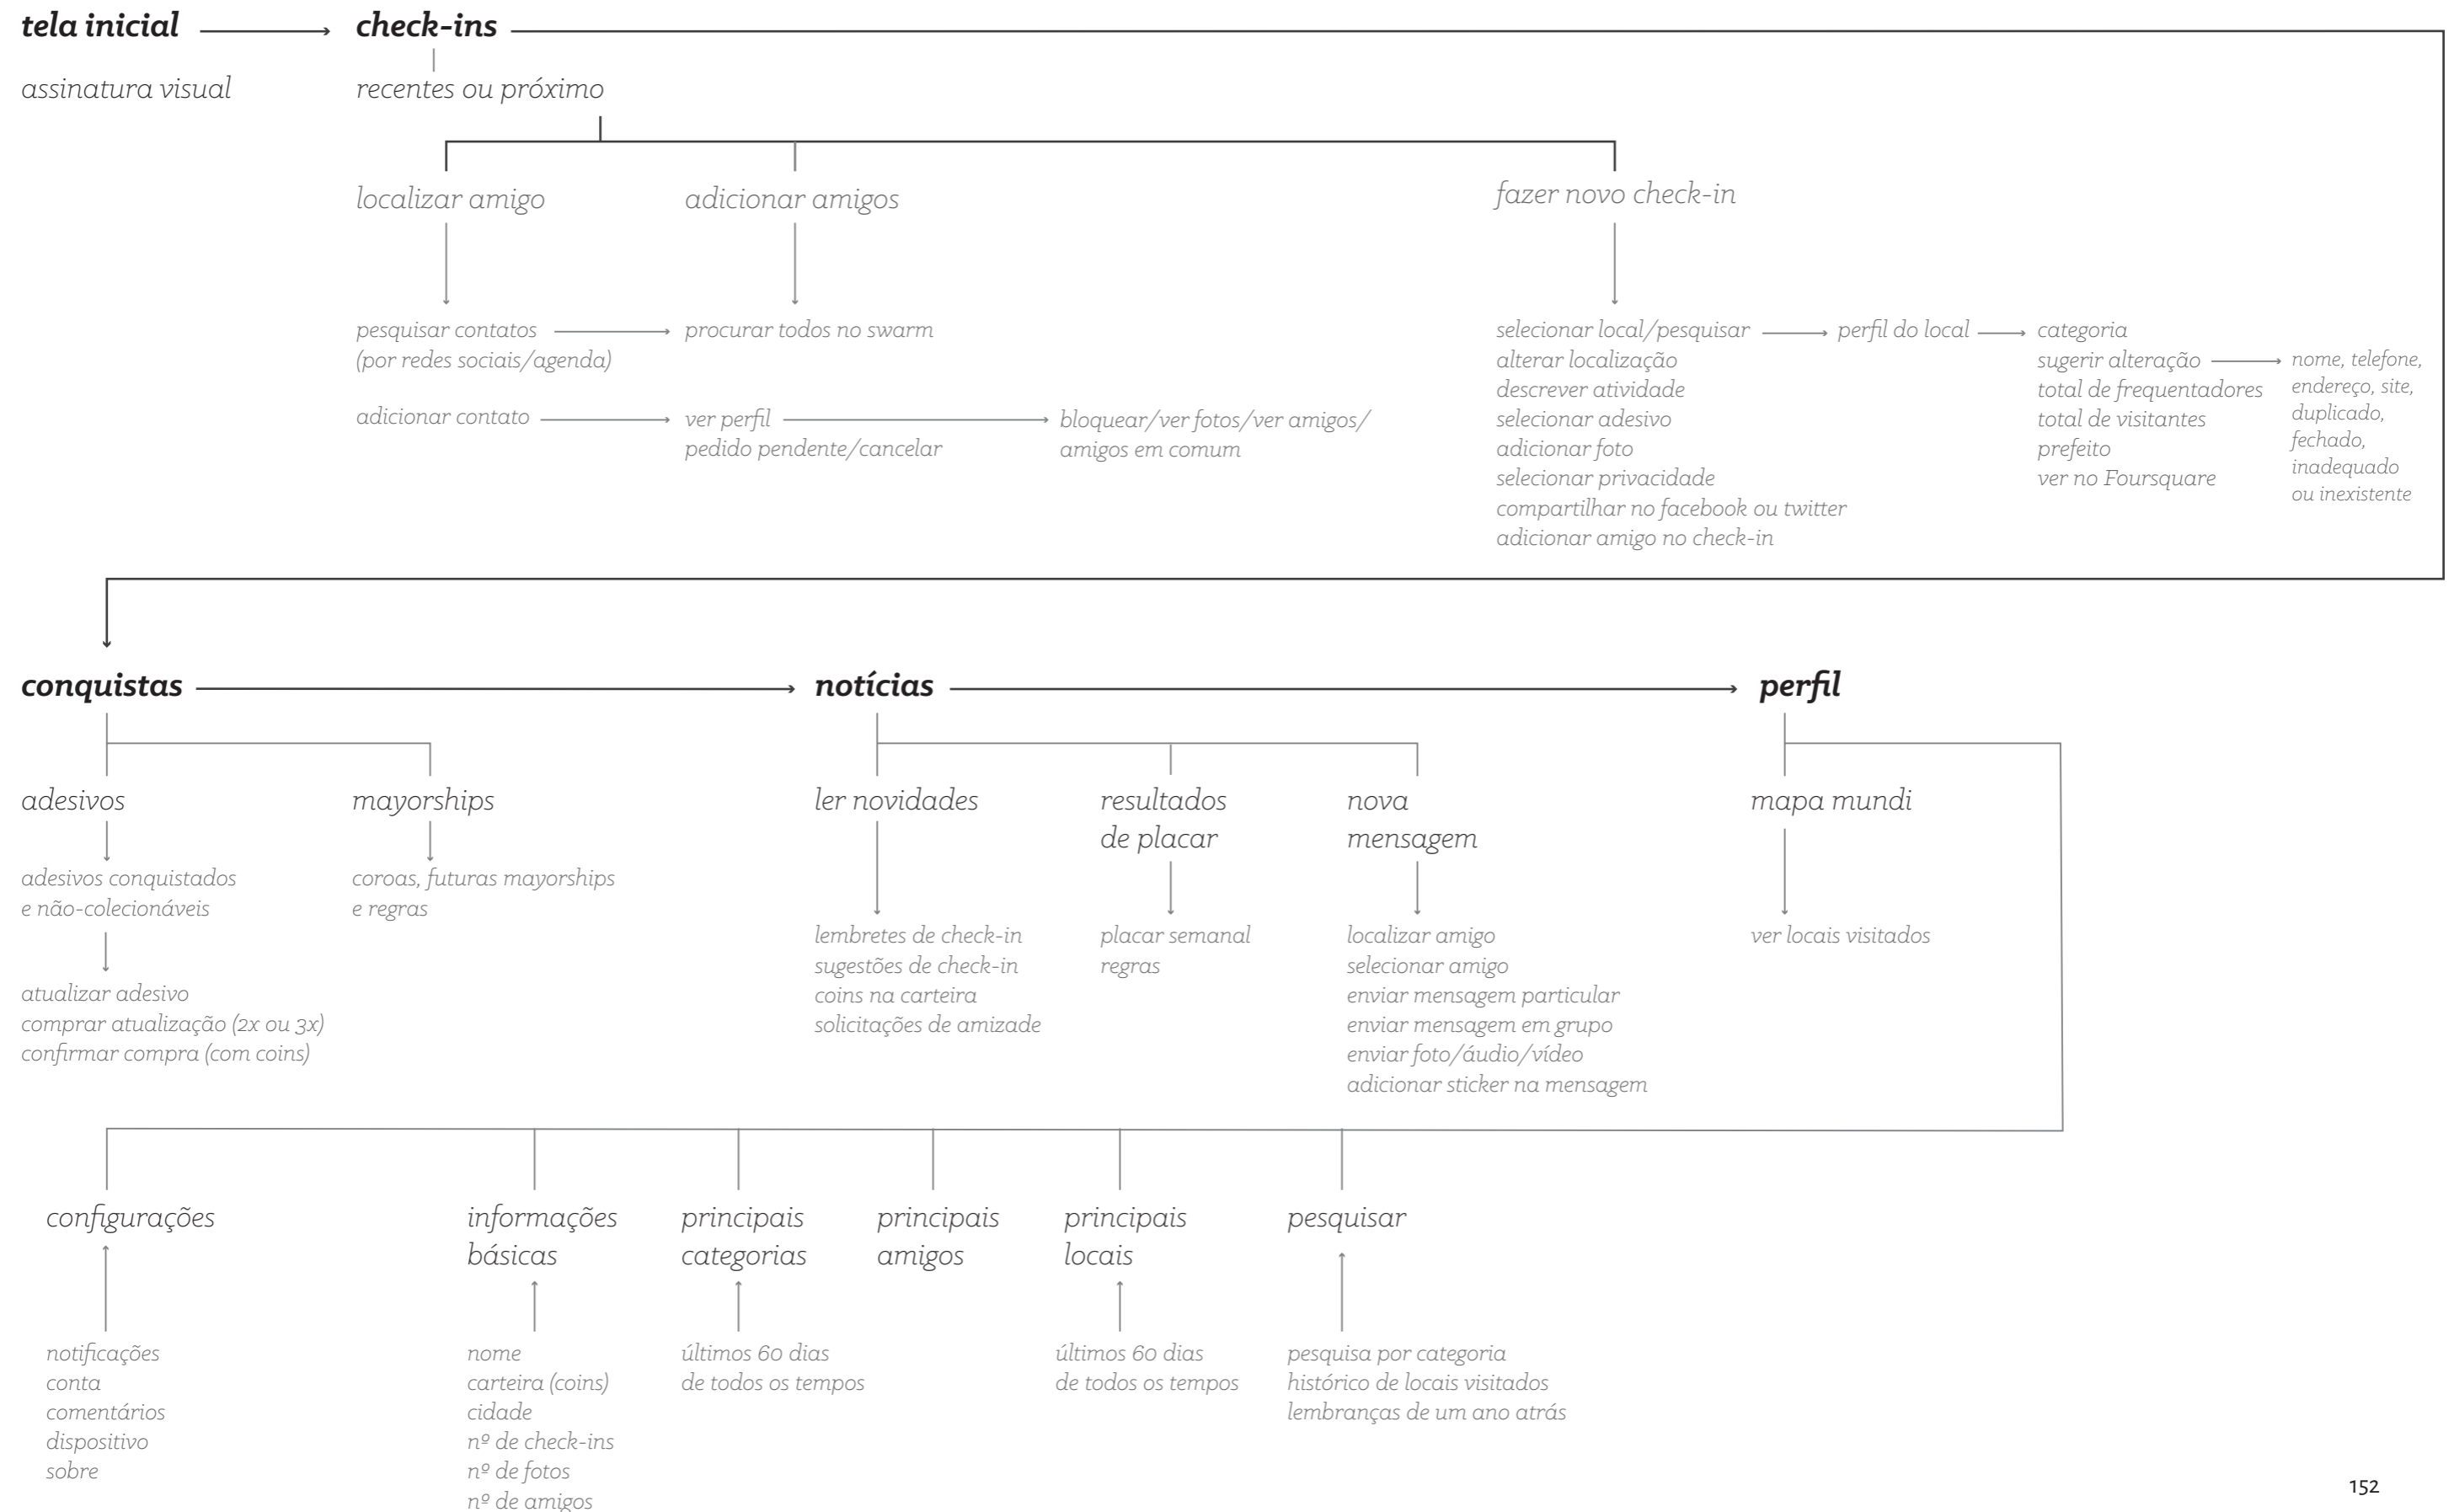 tela inicial
check-ins
assinatura visual
recentes ou próximo
localizar amigo
adicionar amigos
fazer novo check-in
pesquisar contatos
(por redes sociais/agenda)
procurar todos no swarm
adicionar contato
ver perfil
pedido pendente/cancelar
bloquear/ver fotos/ver amigos/
amigos em comum
selecionar local/pesquisar
alterar localização
descrever atividade
selecionar adesivo
adicionar foto
selecionar privacidade
compartilhar no facebook ou twitter
adicionar amigo no check-in
perfil do local
categoria
sugerir alteração
total de frequentadores
total de visitantes
prefeito
ver no Foursquare
nome, telefone,
endereço, site,
duplicado,
fechado,
inadequado
ou inexistente
conquistas
notícias
perfil
adesivos
mayorships
ler novidades
resultados
de placar
nova
mensagem
mapa mundi
adesivos conquistados
e não-colecionáveis
coroas, futuras mayorships
e regras
atualizar adesivo
comprar atualização (2x ou 3x)
confirmar compra (com coins)
lembretes de check-in
sugestões de check-in
coins na carteira
solicitações de amizade
placar semanal
regras
localizar amigo
selecionar amigo
enviar mensagem particular
enviar mensagem em grupo
enviar foto/áudio/vídeo
adicionar sticker na mensagem
ver locais visitados
configurações
informações
básicas
principais
categorias
principais
amigos
principais
locais
pesquisar
notificações
conta
comentários
dispositivo
sobre
nome
carteira (coins)
cidade
nº de check-ins
nº de fotos
nº de amigos
últimos 60 dias
de todos os tempos
últimos 60 dias
de todos os tempos
pesquisa por categoria
histórico de locais visitados
lembranças de um ano atrás
152